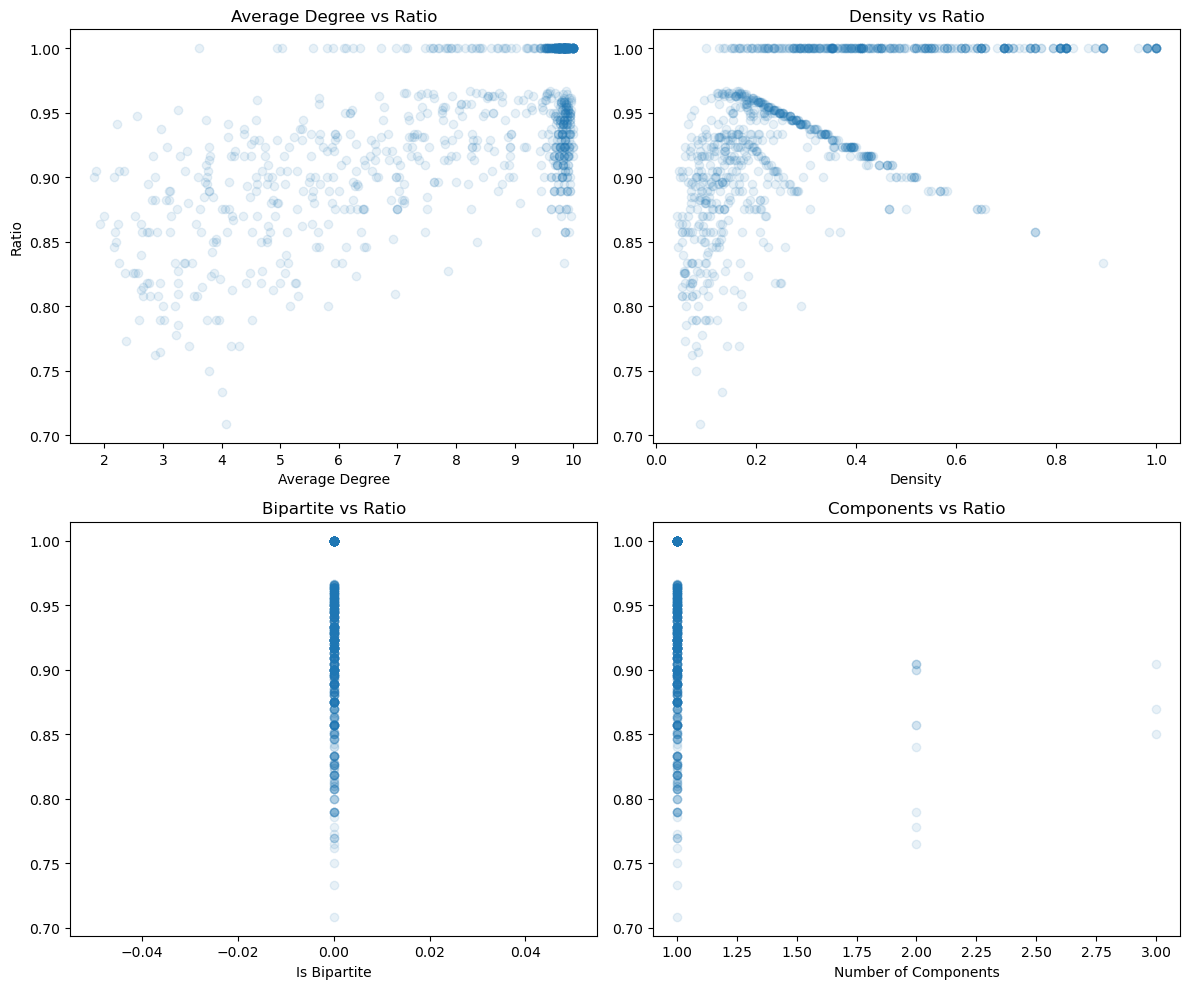 Average Degree vs Ratio
Ratio
1.00
0.95
0.90
0.85
0.80
0.75
0.70
2 3 4 5 6 7 8 9 10
Average Degree
Density vs Ratio
1.00
0.95
0.90
0.85
0.80
0.75
0.70
0.0 0.2 0.4 0.6 0.8 1.0
Density
Bipartite vs Ratio
1.00
0.95
0.90
0.85
0.80
0.75
0.70
−0.04 −0.02 0.00 0.02 0.04
Is Bipartite
Components vs Ratio
1.00
0.95
0.90
0.85
0.80
0.75
0.70
1.00 1.25 1.50 1.75 2.00 2.25 2.50 2.75 3.00
Number of Components